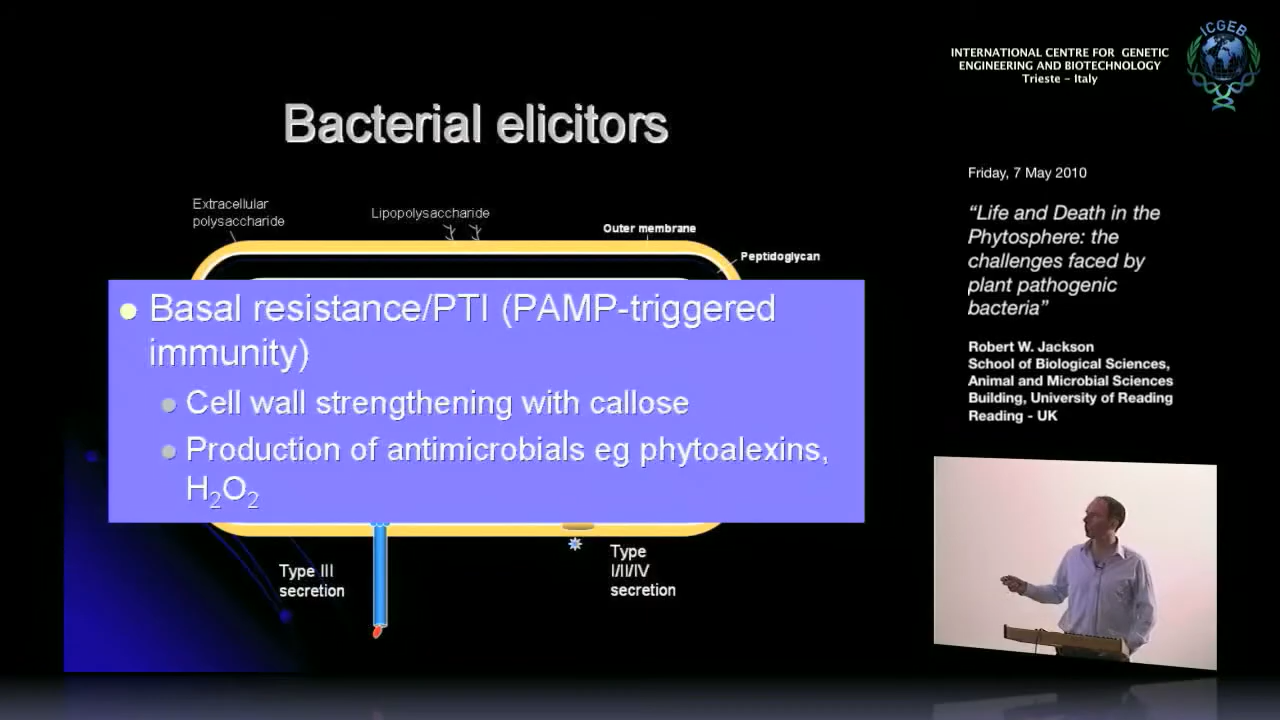 Bacterial elicitors
Extracellular
polysaccharide
Lipopolysaccharide
Outer membrane
Peptidoglycan
Basal resistance/PTI (PAMP-triggered
immunity)
Cell wall strengthening with callose
Production of antimicrobials eg phytoalexins,
H₂O₂
Type III
secretion
Type
I/II/IV
secretion
INTERNATIONAL CENTRE FOR GENETIC
ENGINEERING AND BIOTECHNOLOGY
Trieste - Italy
ICGEB
Friday, 7 May 2010
“Life and Death in the
Phytosphere: the
challenges faced by
plant pathogenic
bacteria”
Robert W. Jackson
School of Biological Sciences,
Animal and Microbial Sciences
Building, University of Reading
Reading - UK